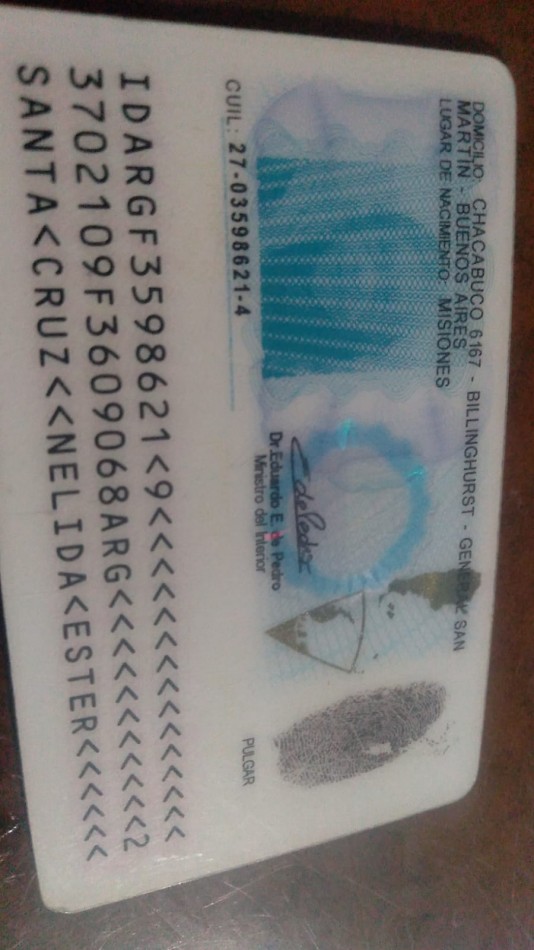 DOMICILIO: CHACABUCO 6167 - BILLINGHURST - GENERAL SAN
MARTIN - BUENOS AIRES
LUGAR DE NACIMIENTO: MISIONES
Dr. Eduardo E. de Pedro
Ministro del Interior
CUIL: 27-03598621-4
PULGAR
IDARGF3598621<9<<<<<<<<<<<<<<<
3702109F3609068ARG<<<<<<<<<<<2
SANTA<CRUZ<<NELIDA<ESTER<<<<<<